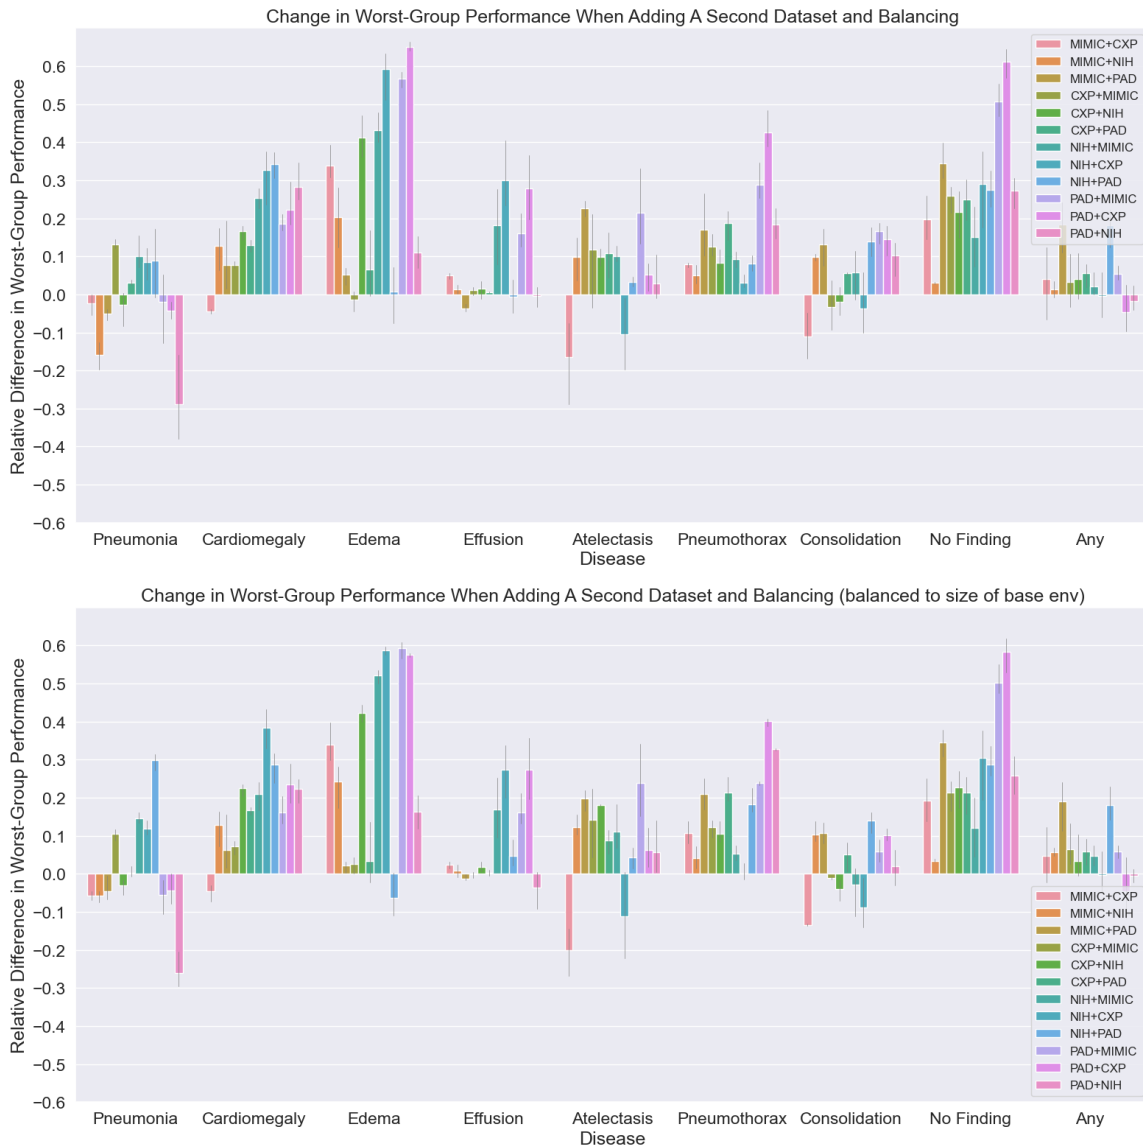 Change in Worst-Group Performance When Adding A Second Dataset and Balancing
Relative Difference in Worst-Group Performance
0.6
0.5
0.4
0.3
0.2
0.1
0.0
−0.1
−0.2
−0.3
−0.4
−0.5
−0.6
MIMIC+CXP
MIMIC+NIH
MIMIC+PAD
CXP+MIMIC
CXP+NIH
CXP+PAD
NIH+MIMIC
NIH+CXP
NIH+PAD
PAD+MIMIC
PAD+CXP
PAD+NIH
Pneumonia Cardiomegaly Edema Effusion Atelectasis Pneumothorax Consolidation No Finding Any
Disease
Change in Worst-Group Performance When Adding A Second Dataset and Balancing (balanced to size of base env)
Relative Difference in Worst-Group Performance
0.6
0.5
0.4
0.3
0.2
0.1
0.0
−0.1
−0.2
−0.3
−0.4
−0.5
−0.6
MIMIC+CXP
MIMIC+NIH
MIMIC+PAD
CXP+MIMIC
CXP+NIH
CXP+PAD
NIH+MIMIC
NIH+CXP
NIH+PAD
PAD+MIMIC
PAD+CXP
PAD+NIH
Pneumonia Cardiomegaly Edema Effusion Atelectasis Pneumothorax Consolidation No Finding Any
Disease